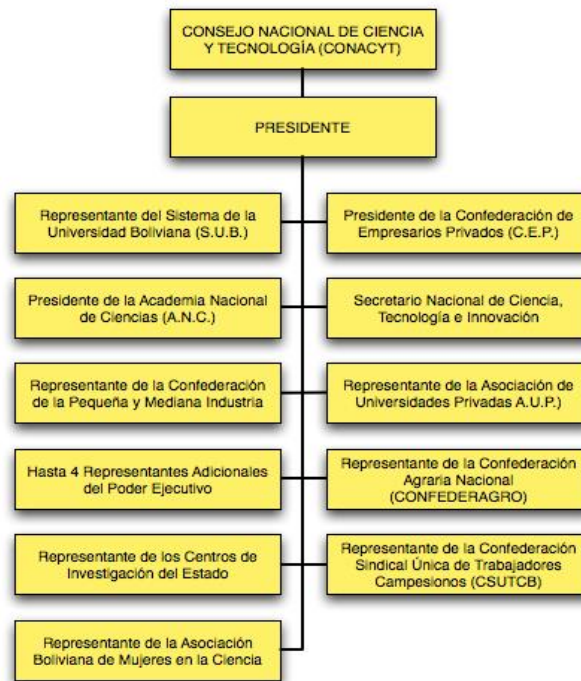 CONSEJO NACIONAL DE CIENCIA
Y TECNOLOGÍA (CONACYT)
PRESIDENTE
Representante del Sistema de la
Universidad Boliviana (S.U.B.)
Presidente de la Confederación de
Empresarios Privados (C.E.P.)
Presidente de la Academia Nacional
de Ciencias (A.N.C.)
Secretario Nacional de Ciencia,
Tecnología e Innovación
Representante de la Confederación
de la Pequeña y Mediana Industria
Representante de la Asociación de
Universidades Privadas A.U.P.)
Hasta 4 Representantes Adicionales
del Poder Ejecutivo
Representante de la Confederación
Agraria Nacional
(CONFEDERAGRO)
Representante de los Centros de
Investigación del Estado
Representante de la Confederación
Sindical Única de Trabajadores
Campesionos (CSUTCB)
Representante de la Asociación
Boliviana de Mujeres en la Ciencia